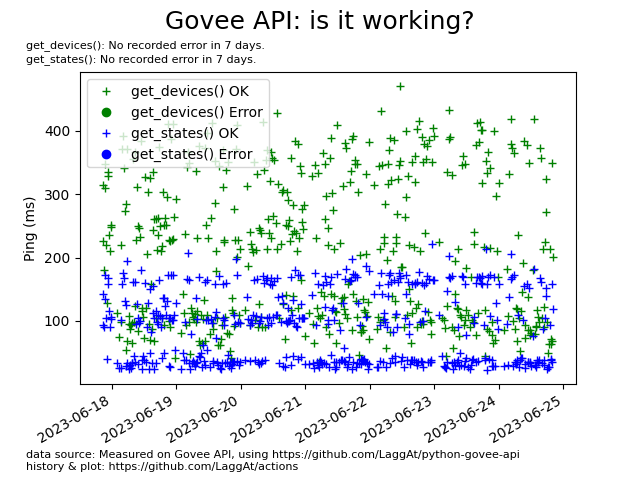 Govee API: is it working?
get_devices(): No recorded error in 7 days.
get_states(): No recorded error in 7 days.
get_devices() OK
get_devices() Error
get_states() OK
get_states() Error
400
300
200
100
Ping (ms)
2023-06-18
2023-06-19
2023-06-20
2023-06-21
2023-06-22
2023-06-23
2023-06-24
2023-06-25
data source: Measured on Govee API, using https://github.com/LaggAt/python-govee-api
history & plot: https://github.com/LaggAt/actions